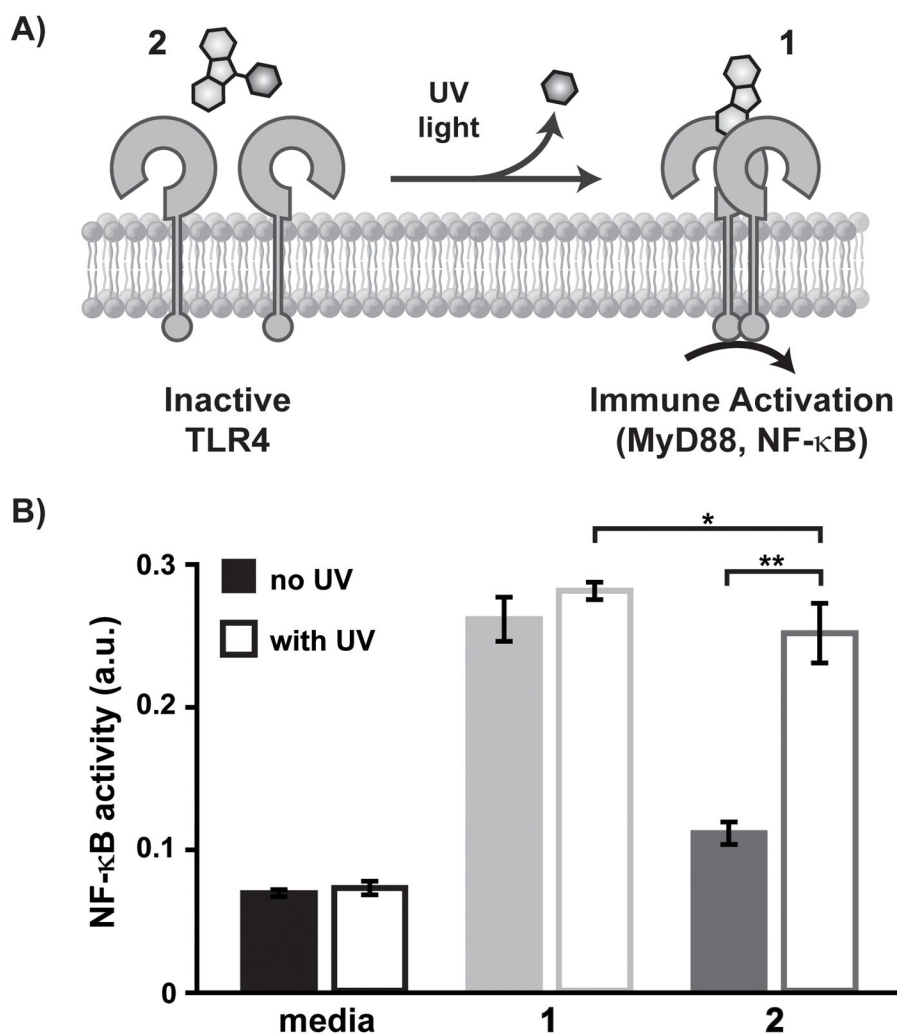 A)
2
1
UV
light
Inactive
TLR4
Immune Activation
(MyD88, NF-κB)
B)
*
**
0.3
no UV
with UV
0.2
0.1
0
NF-κB activity (a.u.)
media
1
2